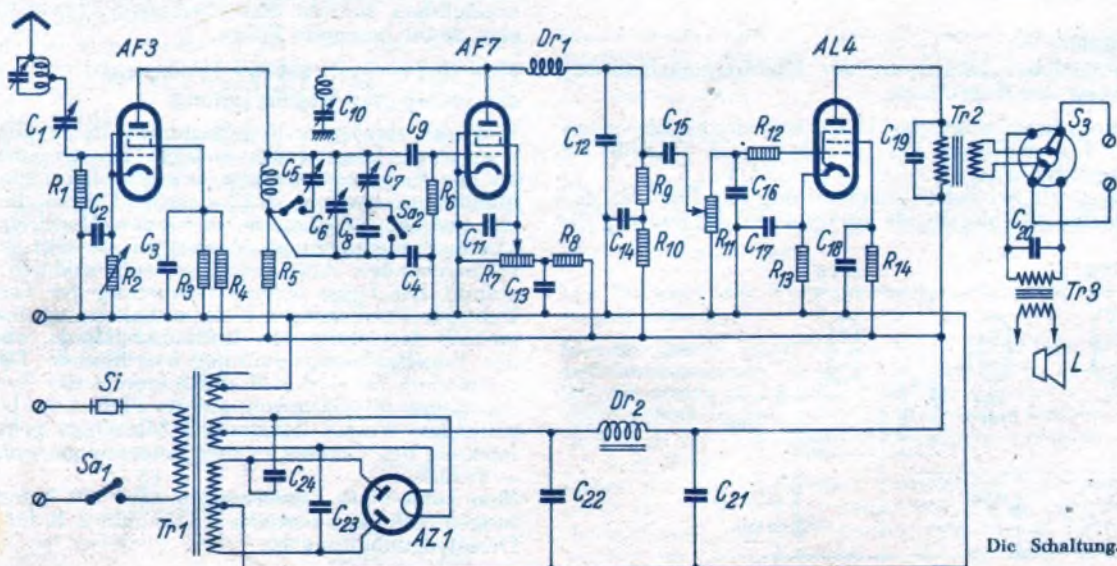 AF3
AF7
Dr1
AL4
C1
R1
C2
R2
C3
R3
R4
R5
C10
C5
C6
C7
C8
C9
Sa2
C4
R6
C11
R7
C13
R8
C12
C14
C15
R9
R10
R11
R12
C16
C17
R13
C18
R14
C19
Tr2
S3
C20
Tr3
L
Si
Sa1
Tr1
C24
C23
AZ1
Dr2
C22
C21
Die Schaltung.